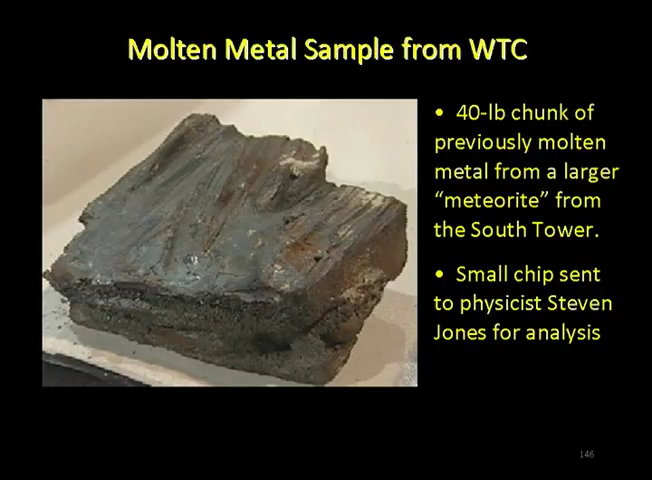 Molten Metal Sample from WTC
• 40-lb chunk of
previously molten
metal from a larger
“meteorite” from
the South Tower.
• Small chip sent
to physicist Steven
Jones for analysis
146